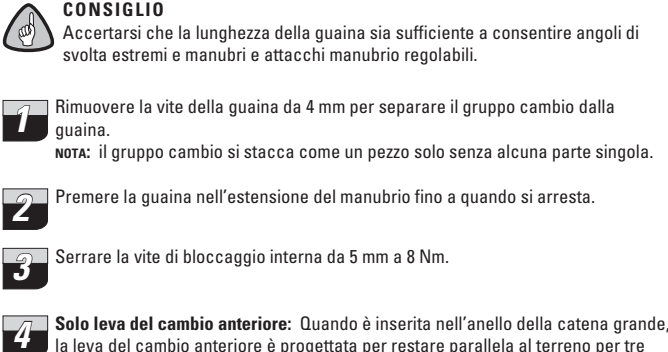 CONSIGLIO
Accertarsi che la lunghezza della guaina sia sufficiente a consentire angoli di
svolta estremi e manubri e attacchi manubrio regolabili.
1 Rimuovere la vite della guaina da 4 mm per separare il gruppo cambio dalla
guaina.
NOTA: il gruppo cambio si stacca come un pezzo solo senza alcuna parte singola.
2 Premere la guaina nell'estensione del manubrio fino a quando si arresta.
3 Serrare la vite di bloccaggio interna da 5 mm a 8 Nm.
4 Solo leva del cambio anteriore: Quando è inserita nell'anello della catena grande,
la leva del cambio anteriore è progettata per restare parallela al terreno per tre